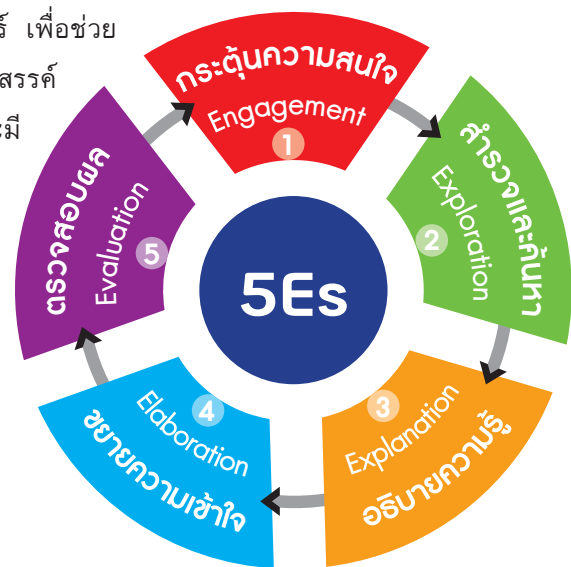 ร์ เพื่อช่วย
สรรค์
ะมี
กระตุ้นความสนใจ
Engagement
1
สำรวจและค้นหา
Exploration
2
อธิบายความรู้
Explanation
3
ขยายความเข้าใจ
Elaboration
4
ตรวจสอบผล
Evaluation
5
5Es